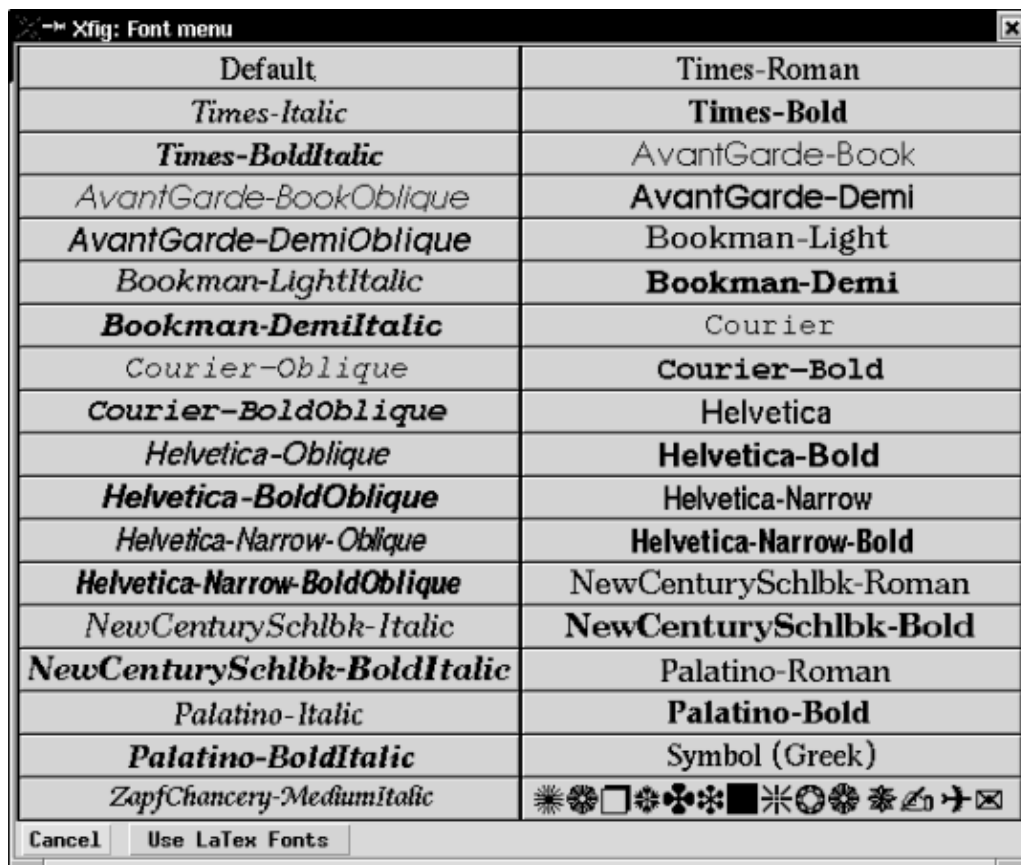 Xfig: Font menu
Default Times-Roman
Times-Italic Times-Bold
Times-BoldItalic AvantGarde-Book
AvantGarde-BookOblique AvantGarde-Demi
AvantGarde-DemiOblique Bookman-Light
Bookman-LightItalic Bookman-Demi
Bookman-DemiItalic Courier
Courier-Oblique Courier-Bold
Courier-BoldOblique Helvetica
Helvetica-Oblique Helvetica-Bold
Helvetica-BoldOblique Helvetica-Narrow
Helvetica-Narrow-Oblique Helvetica-Narrow-Bold
Helvetica-Narrow-BoldOblique NewCenturySchlbk-Roman
NewCenturySchlbk-Italic NewCenturySchlbk-Bold
NewCenturySchlbk-BoldItalic Palatino-Roman
Palatino-Italic Palatino-Bold
Palatino-BoldItalic Symbol (Greek)
ZapfChancery-MediumItalic
Cancel Use LaTex Fonts